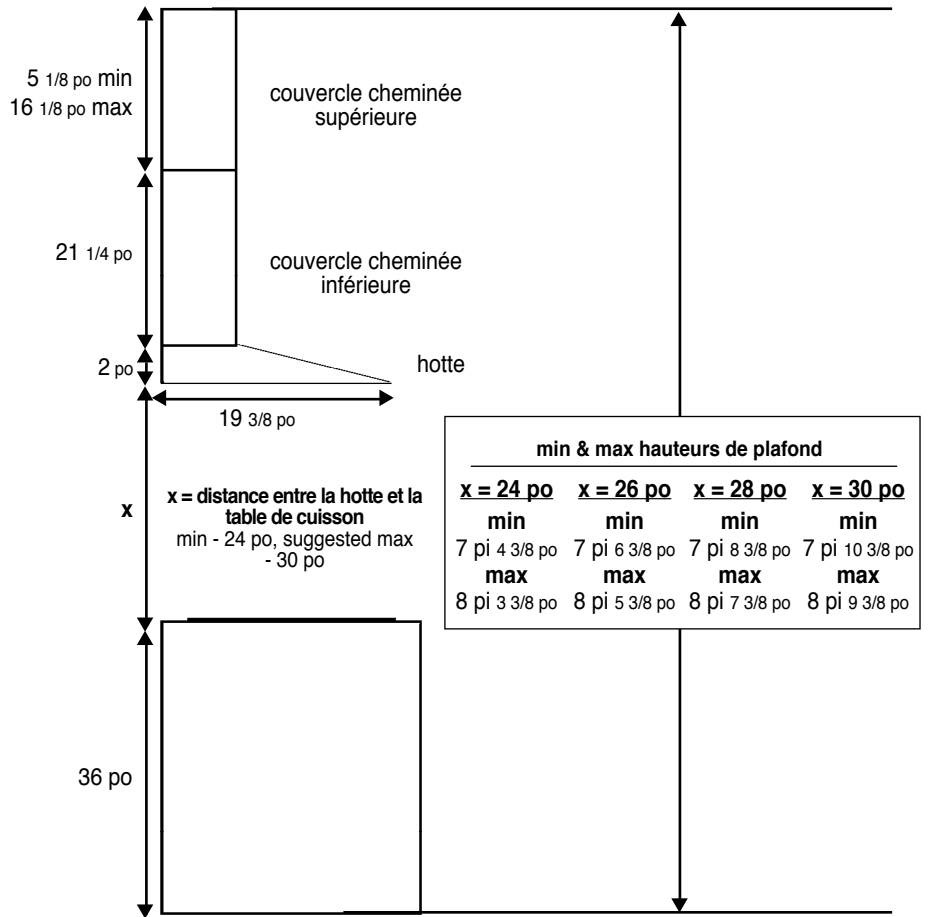 5 1/8 po min
16 1/8 po max
couvercle cheminée
supérieure
21 1/4 po
couvercle cheminée
inférieure
2 po
hotte
19 3/8 po
x
x = distance entre la hotte et la
table de cuisson
min - 24 po, suggested max
- 30 po
min & max hauteurs de plafond
x = 24 po x = 26 po x = 28 po x = 30 po
min min min min
7 pi 4 3/8 po 7 pi 6 3/8 po 7 pi 8 3/8 po 7 pi 10 3/8 po
max max max max
8 pi 3 3/8 po 8 pi 5 3/8 po 8 pi 7 3/8 po 8 pi 9 3/8 po
36 po